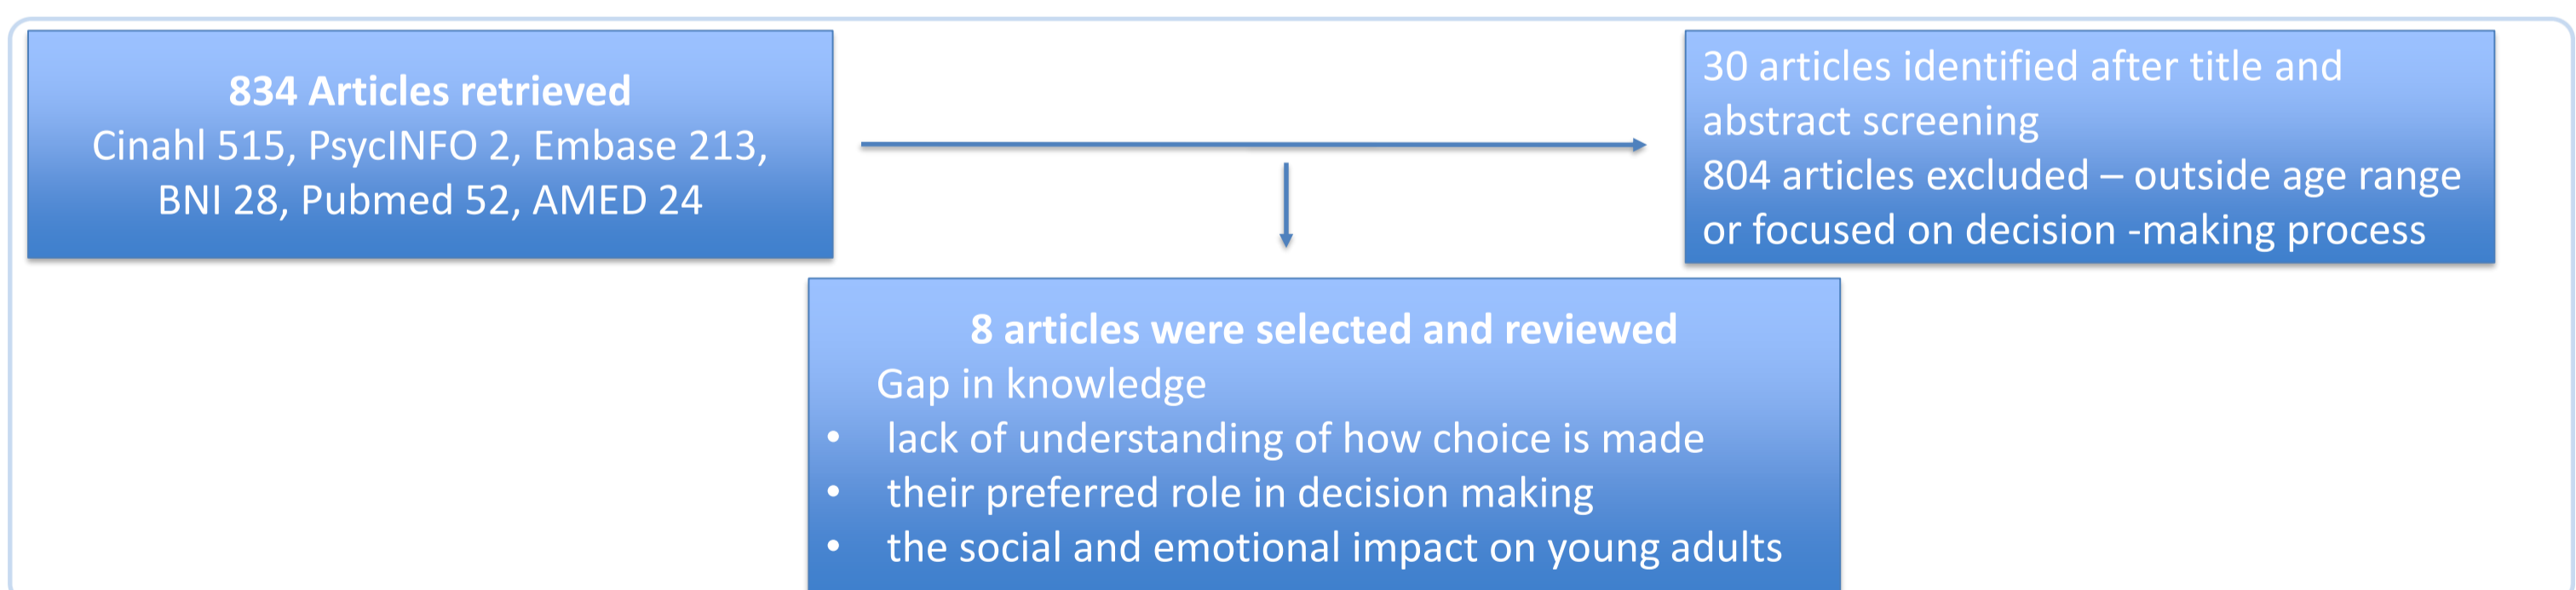 834 Articles retrieved
Cinahl 515, PsycINFO 2, Embase 213,
BNI 28, Pubmed 52, AMED 24
30 articles identified after title and
abstract screening
804 articles excluded – outside age range
or focused on decision -making process
8 articles were selected and reviewed
Gap in knowledge
• lack of understanding of how choice is made
• their preferred role in decision making
• the social and emotional impact on young adults